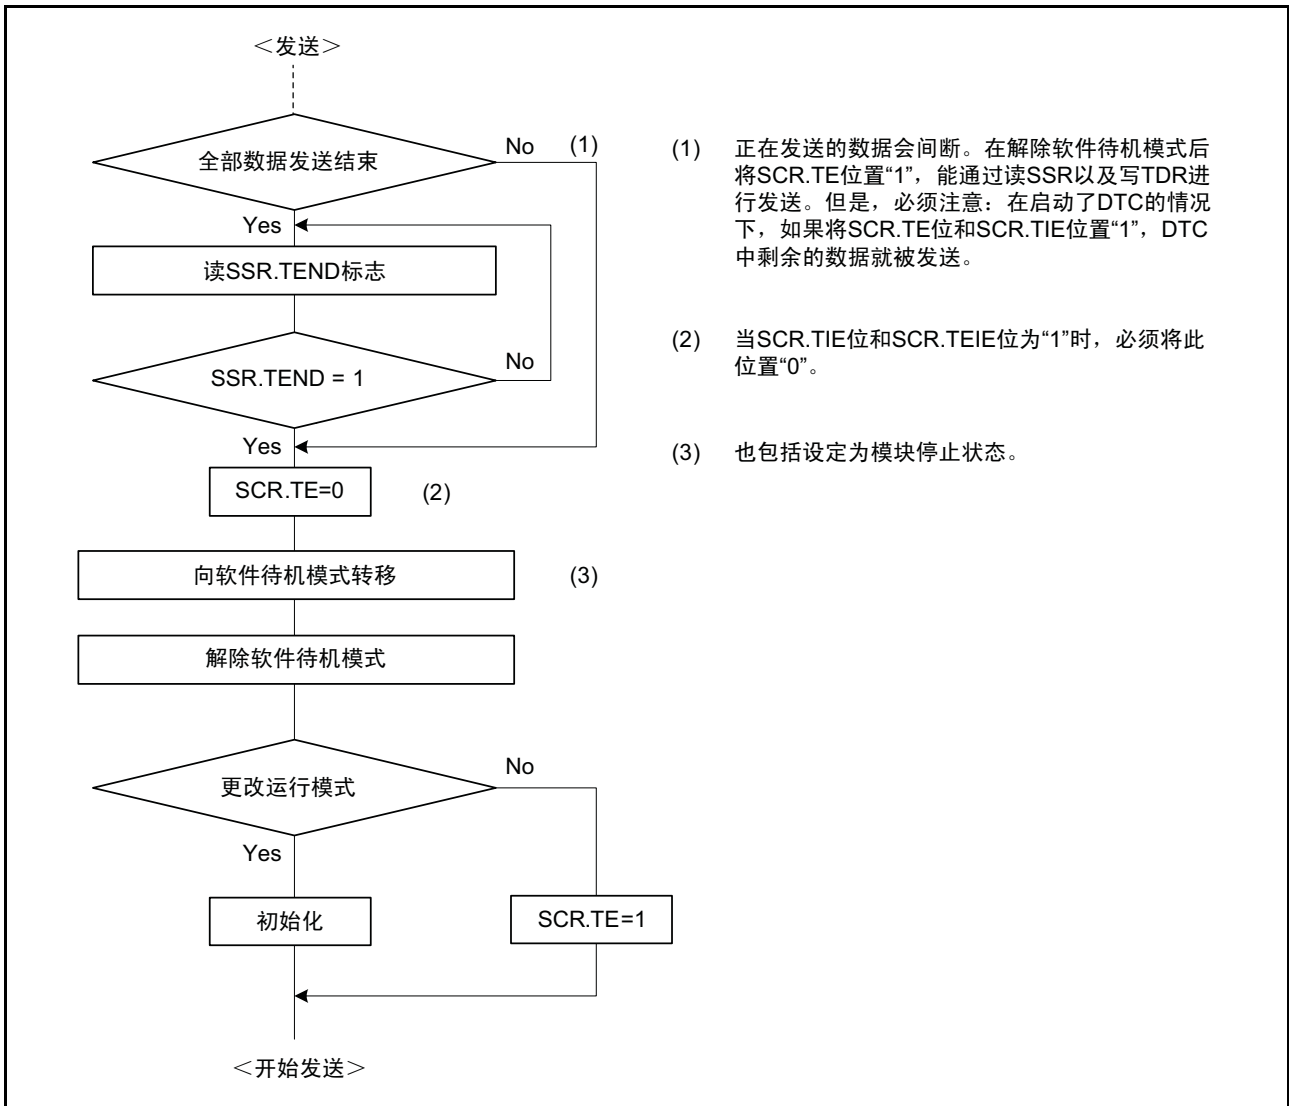 ＜发送＞
全部数据发送结束
No
(1)
Yes
读SSR.TEND标志
SSR.TEND = 1
No
Yes
SCR.TE=0
(2)
向软件待机模式转移
(3)
解除软件待机模式
更改运行模式
No
Yes
初始化
SCR.TE=1
＜开始发送＞
(1) 正在发送的数据会间断。在解除软件待机模式后
将SCR.TE位置“1”，能通过读SSR以及写TDR进
行发送。但是，必须注意：在启动了DTC的情况
下，如果将SCR.TE位和SCR.TIE位置“1”，DTC
中剩余的数据就被发送。
(2) 当SCR.TIE位和SCR.TEIE位为“1”时，必须将此
位置“0”。
(3) 也包括设定为模块停止状态。